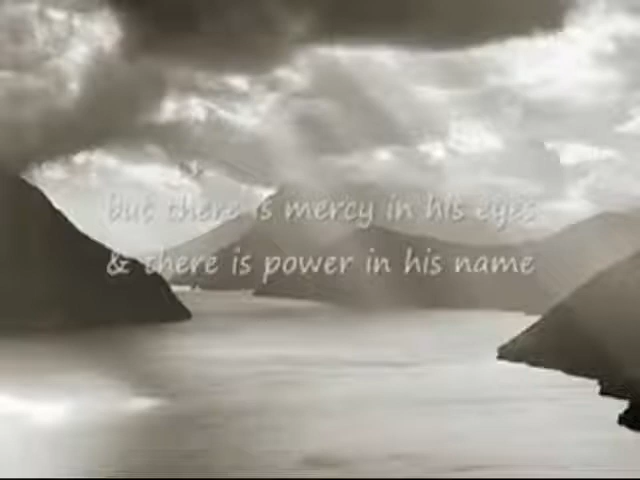 but there is mercy in his eyes
& there is power in his name